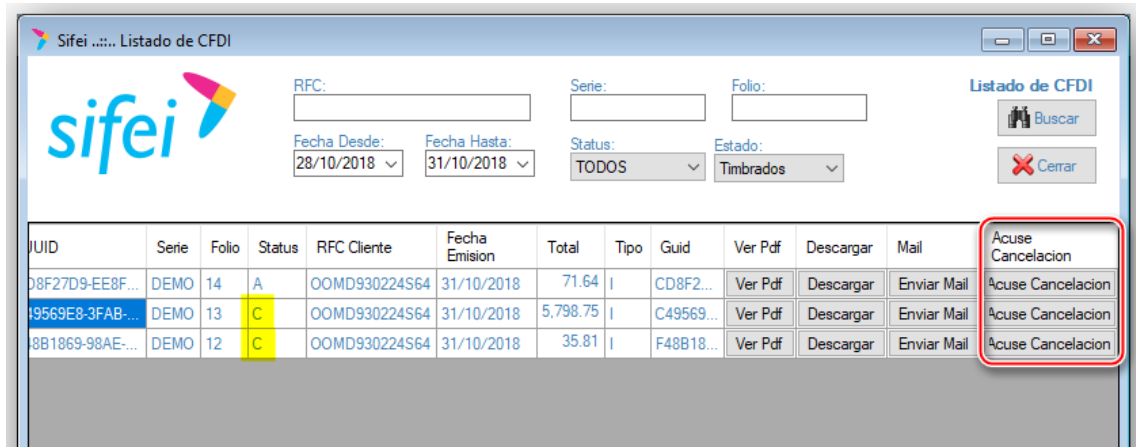 Sifei ..::.. Listado de CFDI
sifei
RFC:
Serie:
Folio:
Listado de CFDI
Buscar
Fecha Desde:
Fecha Hasta:
Status:
Estado:
28/10/2018
31/10/2018
TODOS
Timbrados
Cerrar
UUID Serie Folio Status RFC Cliente Fecha Emision Total Tipo Guid Ver Pdf Descargar Mail Acuse Cancelacion
D8F27D9-EE8F... DEMO 14 A OOMD930224S64 31/10/2018 71.64 I CD8F2... Ver Pdf Descargar Enviar Mail Acuse Cancelacion
49569E8-3FAB-... DEMO 13 C OOMD930224S64 31/10/2018 5,798.75 I C49569... Ver Pdf Descargar Enviar Mail Acuse Cancelacion
48B1869-98AE-... DEMO 12 C OOMD930224S64 31/10/2018 35.81 I F48B18... Ver Pdf Descargar Enviar Mail Acuse Cancelacion